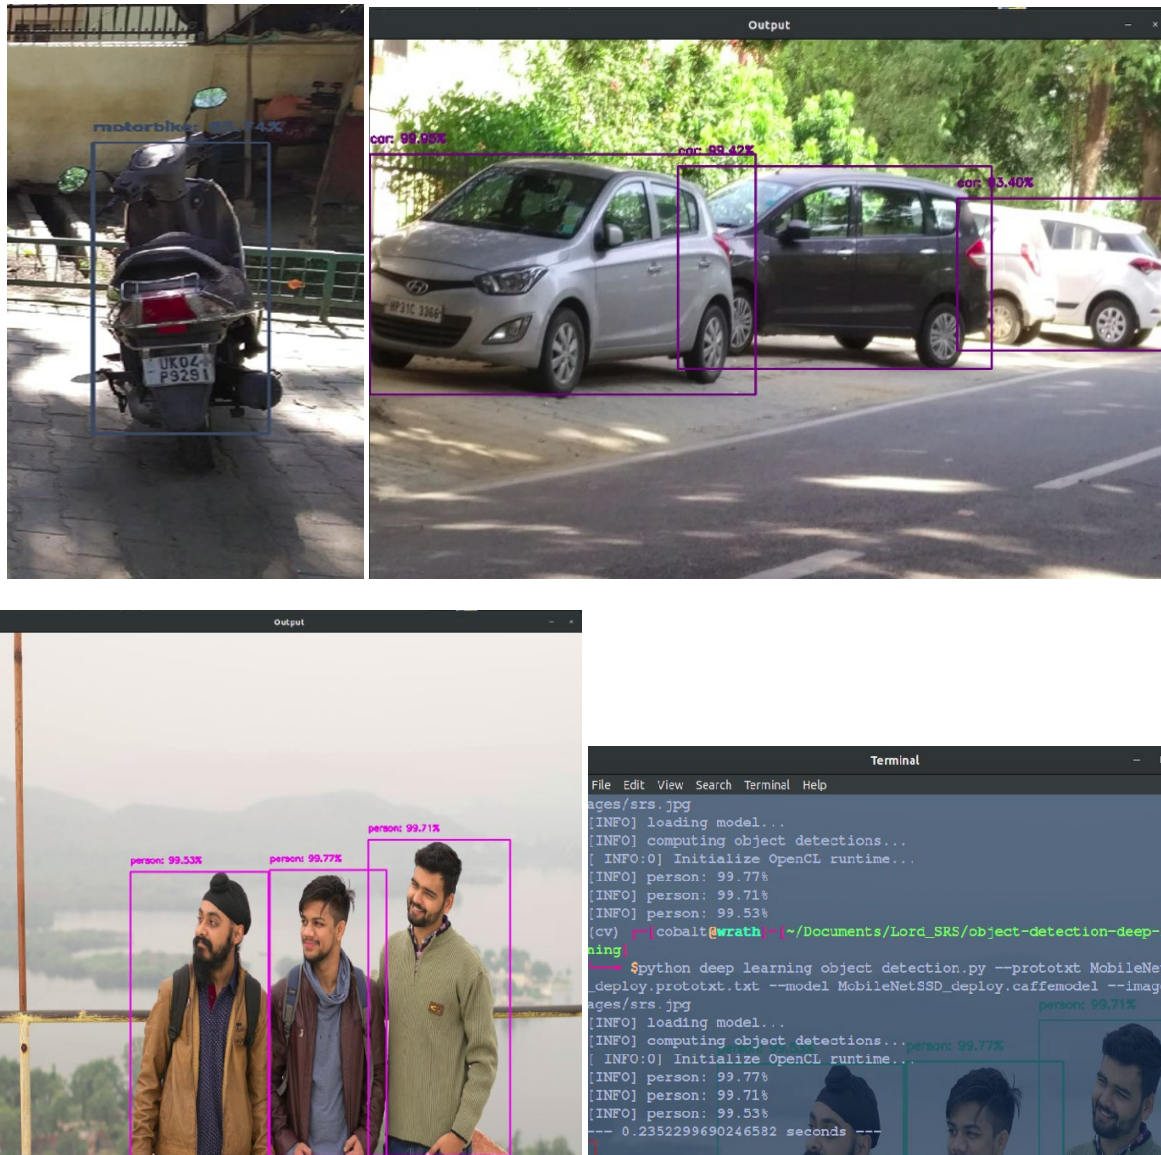 motorbike:
UK04
P9291
Output
car: 99.95%
car: 99.42%
car: 3.40%
HP31C 3366
Output
person: 99.53%
person: 99.77%
person: 99.71%
Terminal
File Edit View Search Terminal Help
ages/srs.jpg
[INFO] loading model...
[INFO] computing object detections...
[ INFO:0] Initialize OpenCL runtime...
[INFO] person: 99.77%
[INFO] person: 99.71%
[INFO] person: 99.53%
(cv) [cobalt@wrath]-[~/Documents/Lord_SRS/object-detection-deep-
ning]
$python deep learning object detection.py --prototxt MobileNe
_deploy.prototxt.txt --model MobileNetSSD_deploy.caffemodel --imag
ages/srs.jpg
[INFO] loading model...
[INFO] computing object detections...
[ INFO:0] Initialize OpenCL runtime...
[INFO] person: 99.77%
[INFO] person: 99.71%
[INFO] person: 99.53%
--- 0.2352299690246582 seconds ---
person: 99.77%
person: 99.71%